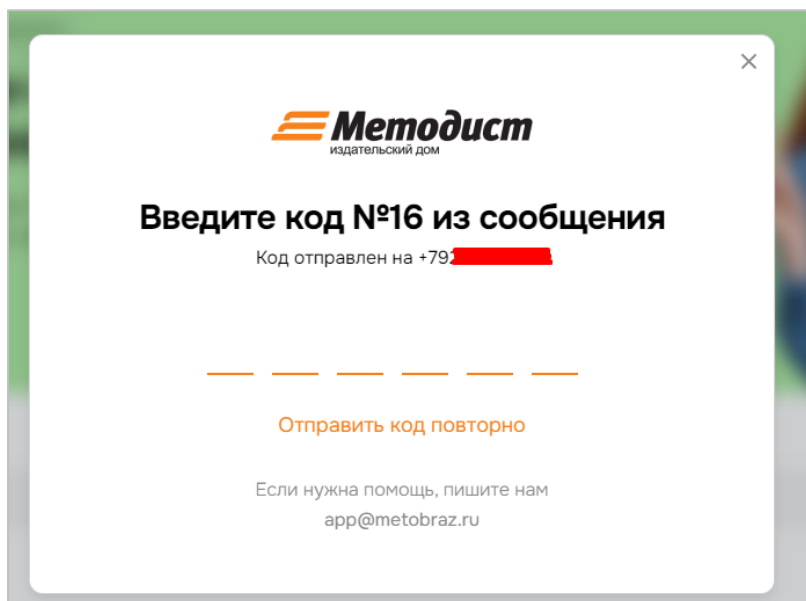 Методист
издательский дом
Введите код №16 из сообщения
Код отправлен на +79
Отправить код повторно
Если нужна помощь, пишите нам
app@metobraz.ru